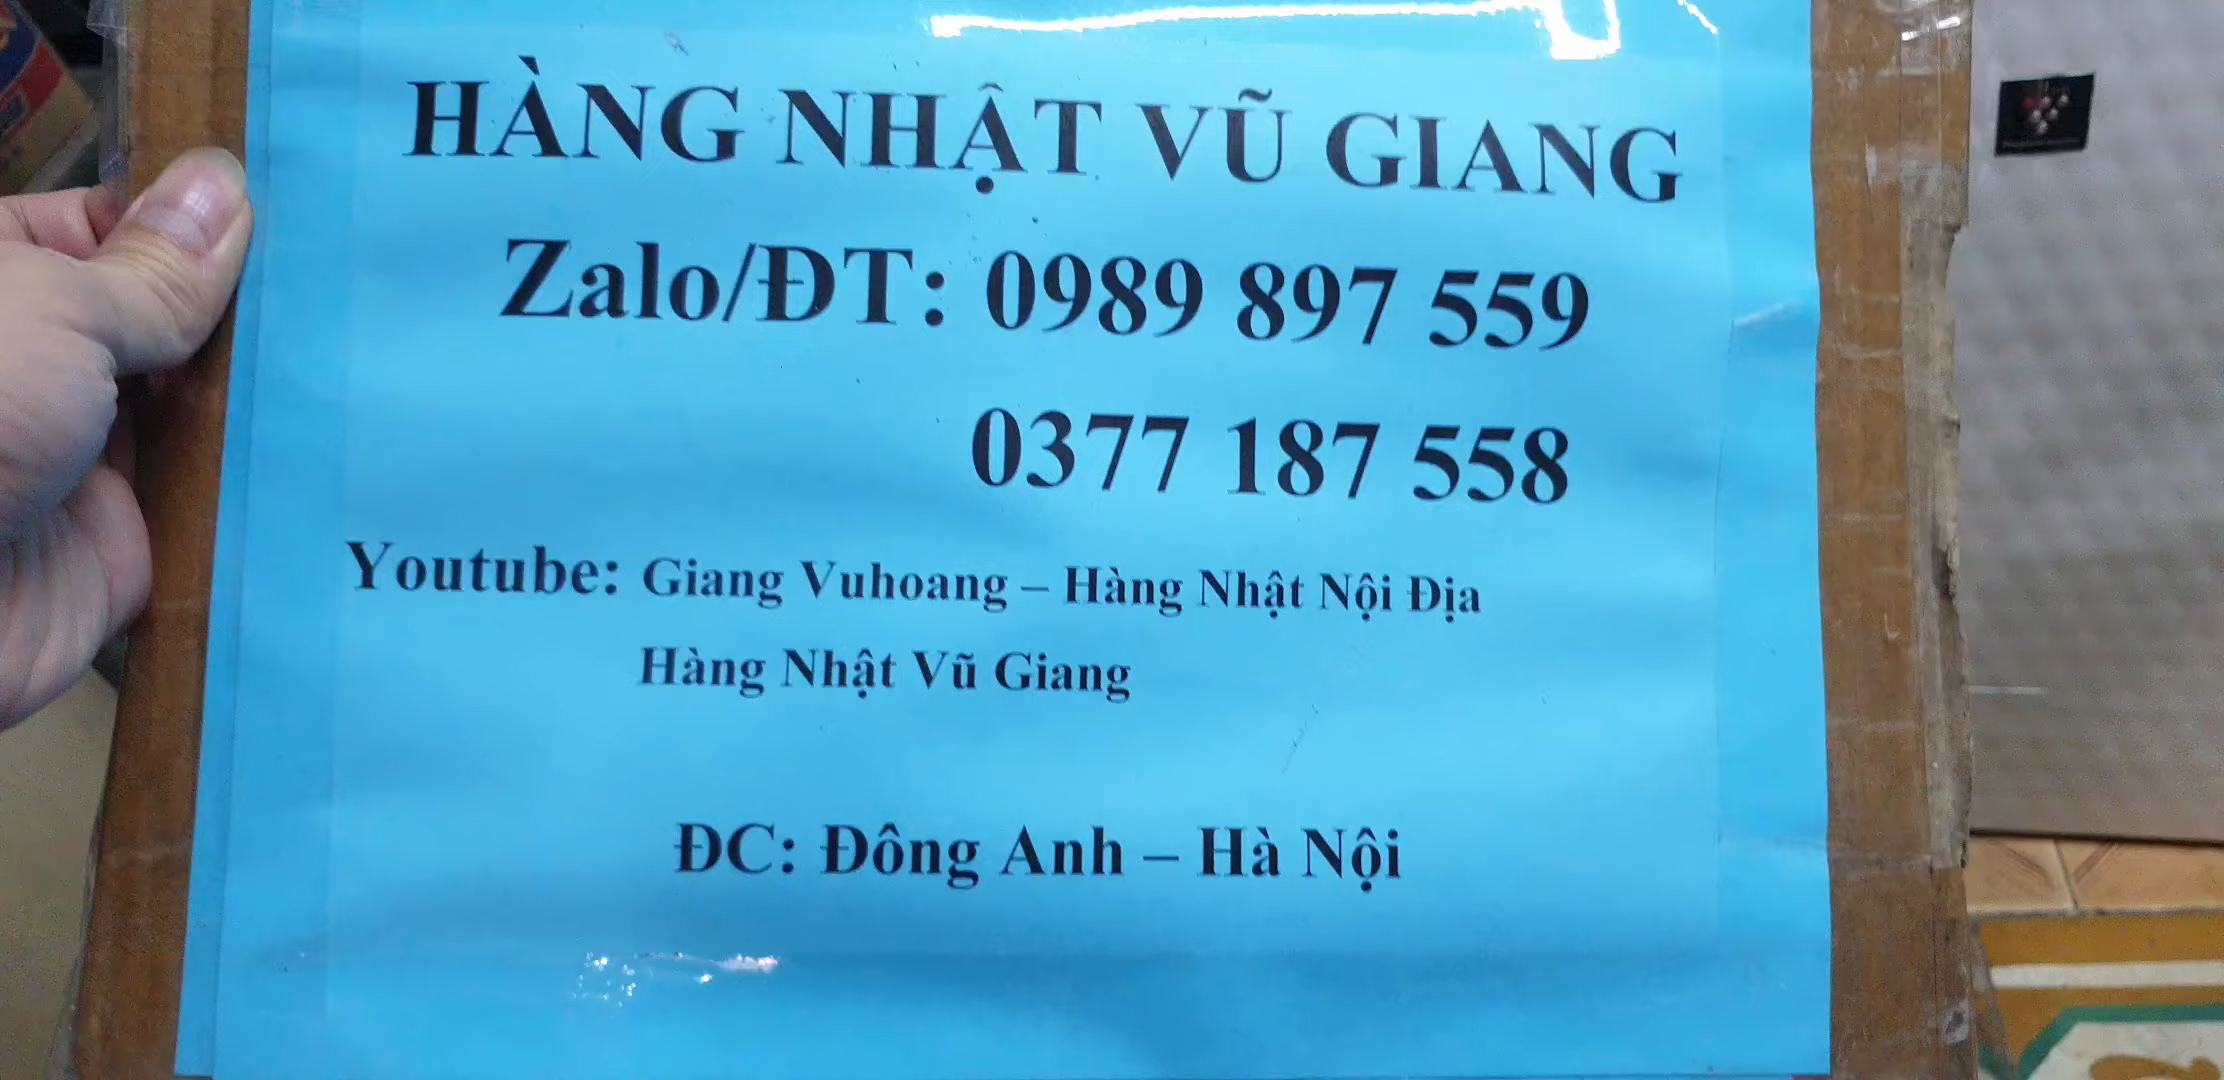 HÀNG NHẬT VŨ GIANG
Zalo/ĐT: 0989 897 559
0377 187 558
Youtube: Giang Vuhoang – Hàng Nhật Nội Địa
Hàng Nhật Vũ Giang
ĐC: Đông Anh – Hà Nội